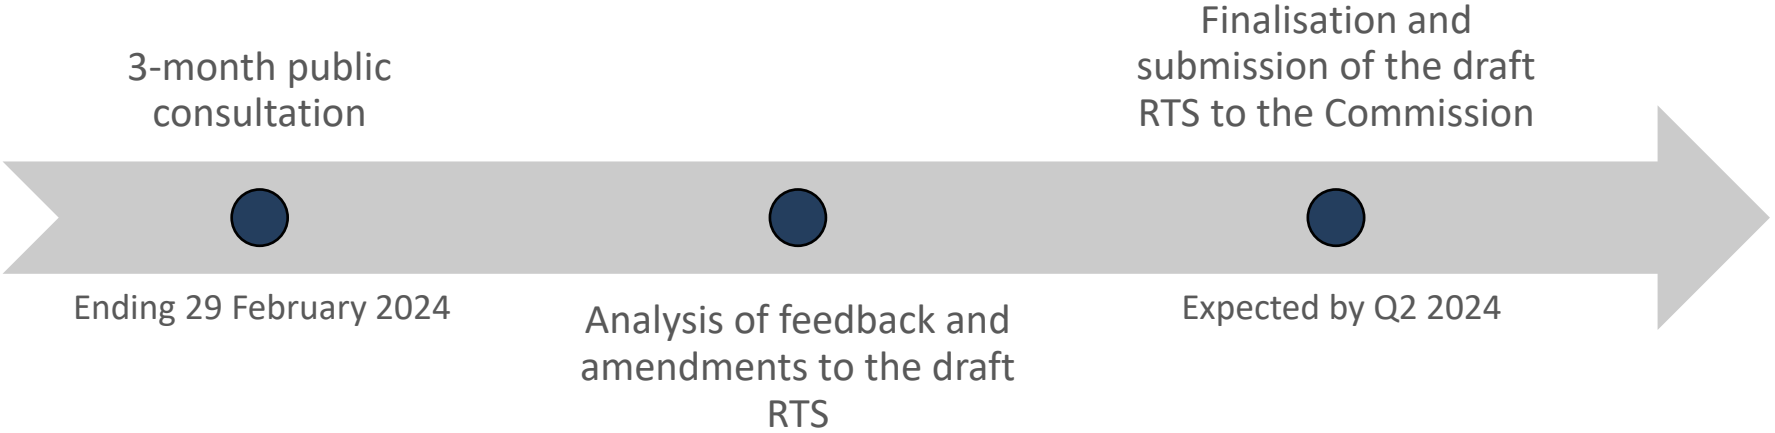 3-month public
consultation
Ending 29 February 2024
Analysis of feedback and
amendments to the draft
RTS
Finalisation and
submission of the draft
RTS to the Commission
Expected by Q2 2024